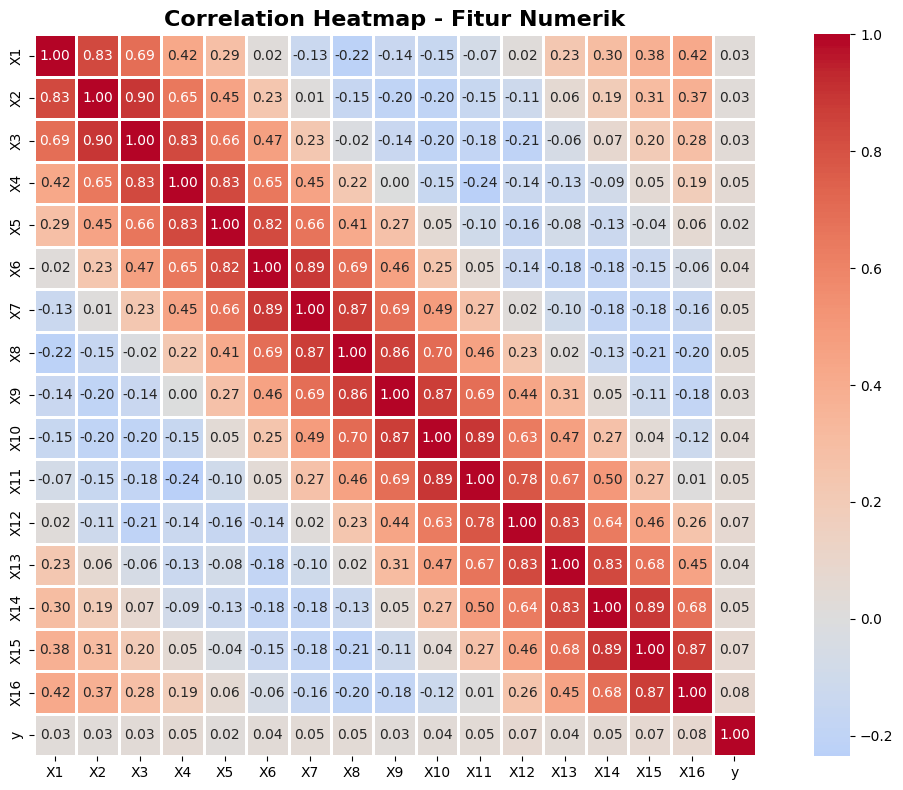 Correlation Heatmap - Fitur Numerik
X1 1.00 0.83 0.69 0.42 0.29 0.02 -0.13 -0.22 -0.14 -0.15 -0.07 0.02 0.23 0.30 0.38 0.42 0.03
X2 0.83 1.00 0.90 0.65 0.45 0.23 0.01 -0.15 -0.20 -0.20 -0.15 -0.11 0.06 0.19 0.31 0.37 0.03
X3 0.69 0.90 1.00 0.83 0.66 0.47 0.23 -0.02 -0.14 -0.20 -0.18 -0.21 -0.06 0.07 0.20 0.28 0.03
X4 0.42 0.65 0.83 1.00 0.83 0.65 0.45 0.22 0.00 -0.15 -0.24 -0.14 -0.13 -0.09 0.05 0.19 0.05
X5 0.29 0.45 0.66 0.83 1.00 0.82 0.66 0.41 0.27 0.05 -0.10 -0.16 -0.08 -0.13 -0.04 0.06 0.02
X6 0.02 0.23 0.47 0.65 0.82 1.00 0.89 0.69 0.46 0.25 0.05 -0.14 -0.18 -0.18 -0.15 -0.06 0.04
X7 -0.13 0.01 0.23 0.45 0.66 0.89 1.00 0.87 0.69 0.49 0.27 0.02 -0.10 -0.18 -0.18 -0.16 0.05
X8 -0.22 -0.15 -0.02 0.22 0.41 0.69 0.87 1.00 0.86 0.70 0.46 0.23 0.02 -0.13 -0.21 -0.20 0.05
X9 -0.14 -0.20 -0.14 0.00 0.27 0.46 0.69 0.86 1.00 0.87 0.69 0.44 0.31 0.05 -0.11 -0.18 0.03
X10 -0.15 -0.20 -0.20 -0.15 0.05 0.25 0.49 0.70 0.87 1.00 0.89 0.63 0.47 0.27 0.04 -0.12 0.04
X11 -0.07 -0.15 -0.18 -0.24 -0.10 0.05 0.27 0.46 0.69 0.89 1.00 0.78 0.67 0.50 0.27 0.01 0.05
X12 0.02 -0.11 -0.21 -0.14 -0.16 -0.14 0.02 0.23 0.44 0.63 0.78 1.00 0.83 0.64 0.46 0.26 0.07
X13 0.23 0.06 -0.06 -0.13 -0.08 -0.18 -0.10 0.02 0.31 0.47 0.67 0.83 1.00 0.83 0.68 0.45 0.04
X14 0.30 0.19 0.07 -0.09 -0.13 -0.18 -0.18 -0.13 0.05 0.27 0.50 0.64 0.83 1.00 0.89 0.68 0.05
X15 0.38 0.31 0.20 0.05 -0.04 -0.15 -0.18 -0.21 -0.11 0.04 0.27 0.46 0.68 0.89 1.00 0.87 0.07
X16 0.42 0.37 0.28 0.19 0.06 -0.06 -0.16 -0.20 -0.18 -0.12 0.01 0.26 0.45 0.68 0.87 1.00 0.08
y 0.03 0.03 0.03 0.05 0.02 0.04 0.05 0.05 0.03 0.04 0.05 0.07 0.04 0.05 0.07 0.08 1.00
X1 X2 X3 X4 X5 X6 X7 X8 X9 X10 X11 X12 X13 X14 X15 X16 y
1.0
0.8
0.6
0.4
0.2
0.0
−0.2